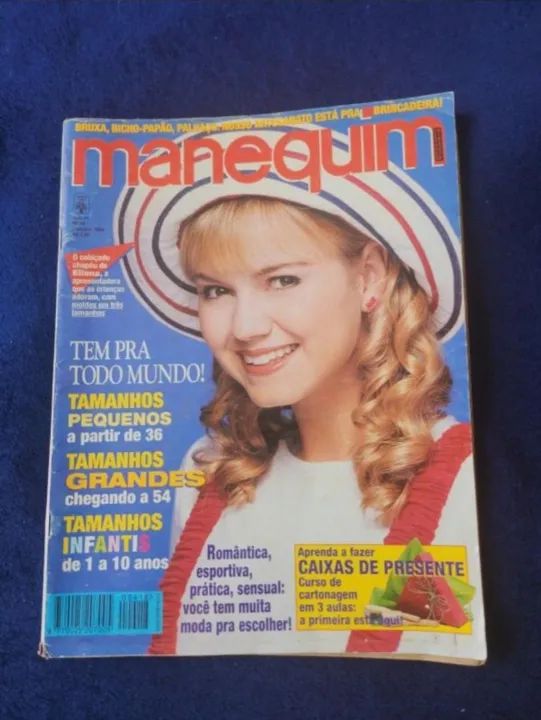 BRUXA, BICHO-PAPÃO, PALHAÇO: NOSSO ARTESANATO ESTÁ PRA BRINCADEIRA!
manequim
O cobiçado
chapéu de
Eliana, a
apresentadora
que as crianças
adoram, com
moldes em três
tamanhos
TEM PRA
TODO MUNDO!
TAMANHOS
PEQUENOS
a partir de 36
TAMANHOS
GRANDES
chegando a 54
TAMANHOS
INFANTIS
de 1 a 10 anos
Romântica,
esportiva,
prática, sensual:
você tem muita
moda pra escolher!
Aprenda a fazer
CAIXAS DE PRESENTE
Curso de
cartonagem
em 3 aulas:
a primeira está aqui!